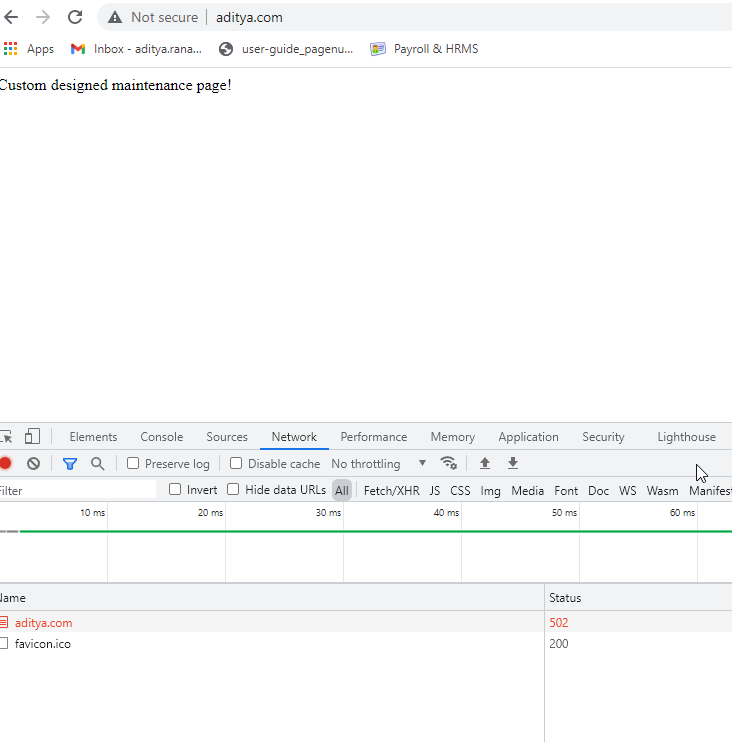 Not secure | aditya.com
Apps Inbox - aditya.rana... user-guide_pagenu... Payroll & HRMS
Custom designed maintenance page!
Elements Console Sources Network Performance Memory Application Security Lighthouse
Preserve log Disable cache No throttling
Filter Invert Hide data URLs All Fetch/XHR JS CSS Img Media Font Doc WS Wasm Manifest
10 ms 20 ms 30 ms 40 ms 50 ms 60 ms
Name Status
aditya.com 502
favicon.ico 200